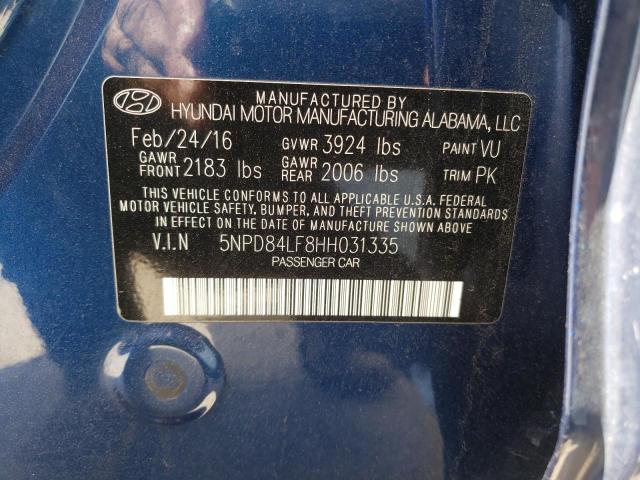 MANUFACTURED BY
HYUNDAI MOTOR MANUFACTURING ALABAMA, LLC
Feb/24/16 GVWR 3924 lbs PAINT VU
GAWR FRONT 2183 lbs GAWR REAR 2006 lbs TRIM PK
THIS VEHICLE CONFORMS TO ALL APPLICABLE U.S.A. FEDERAL
MOTOR VEHICLE SAFETY, BUMPER, AND THEFT PREVENTION STANDARDS
IN EFFECT ON THE DATE OF MANUFACTURE SHOWN ABOVE.
V.I.N 5NPD84LF8HH031335
PASSENGER CAR